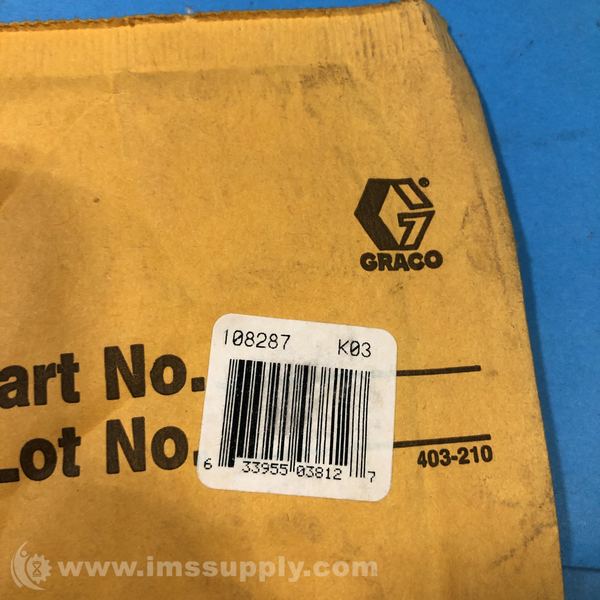 ®
GRACO
108287 K03
art No.
Lot No.
6 33955 03812 7
403-210
www.imssupply.com